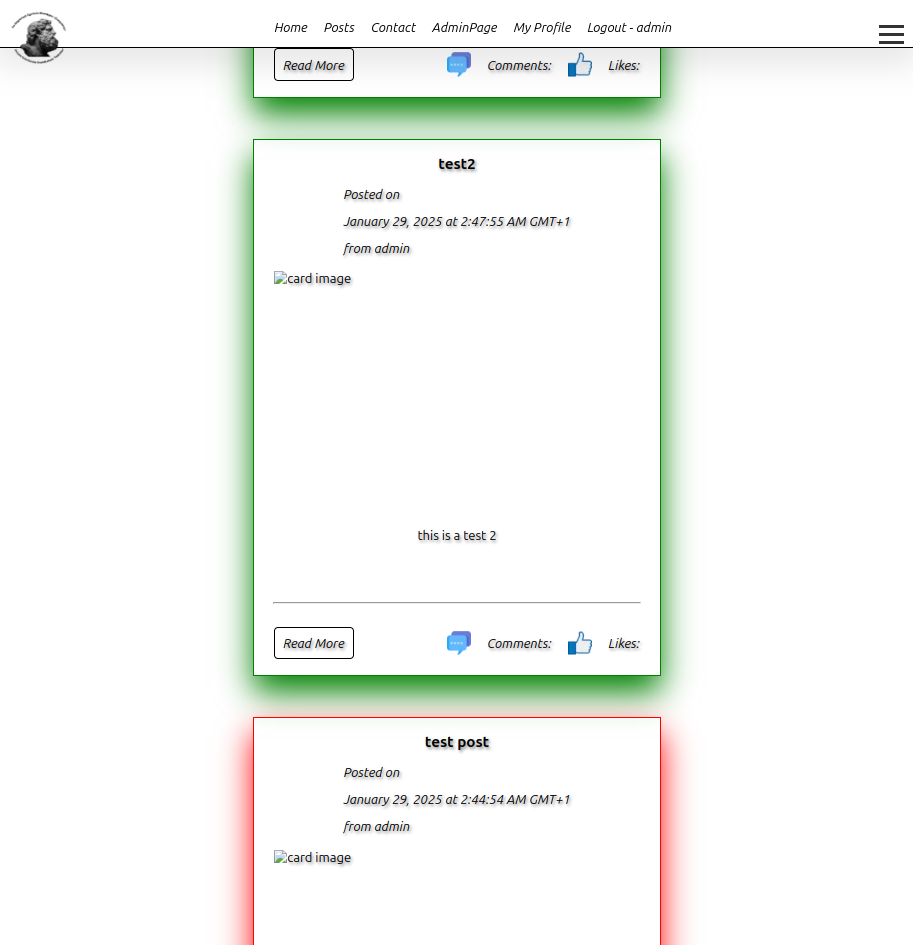 Home Posts Contact AdminPage My Profile Logout - admin
Read More Comments: Likes:
test2
Posted on
January 29, 2025 at 2:47:55 AM GMT+1
from admin
card image
this is a test 2
Read More Comments: Likes:
test post
Posted on
January 29, 2025 at 2:44:54 AM GMT+1
from admin
card image